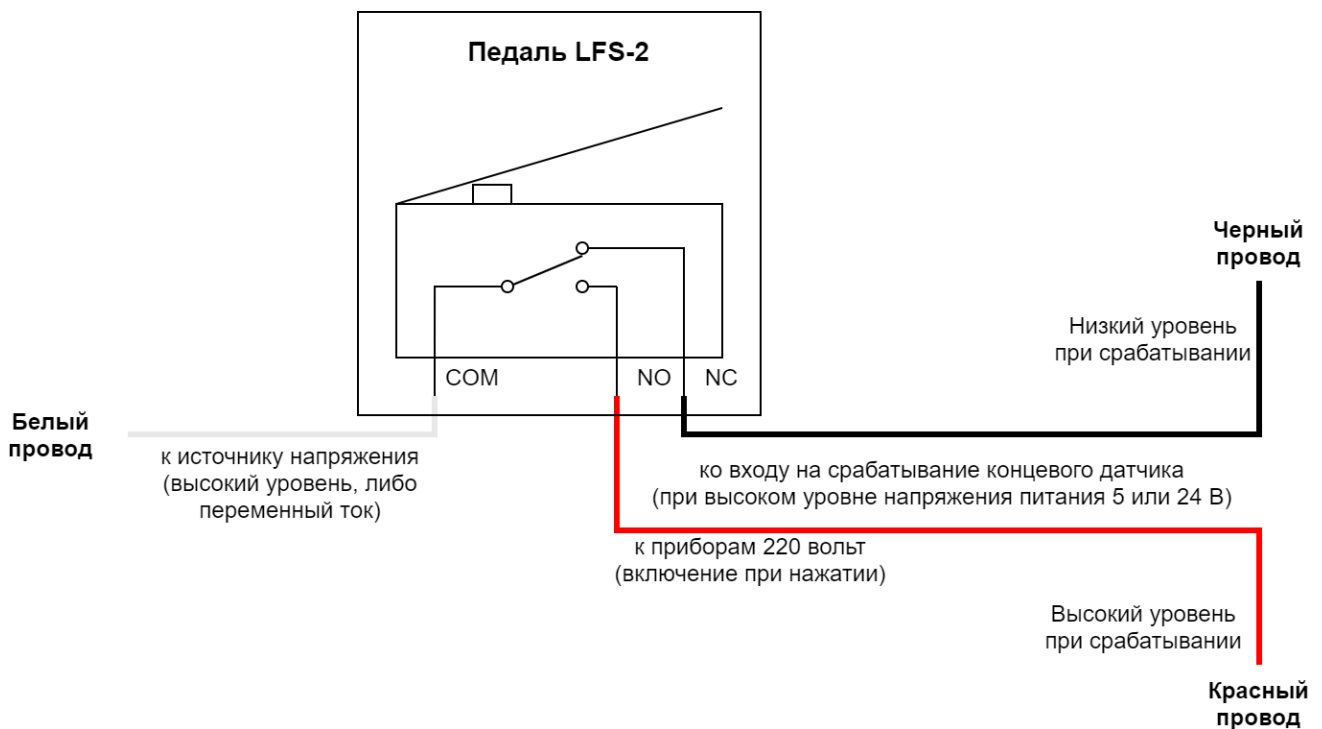 Педаль LFS-2
Черный
провод
Низкий уровень
при срабатывании
COM
NO
NC
Белый
провод
к источнику напряжения
(высокий уровень, либо
переменный ток)
ко входу на срабатывание концевого датчика
(при высоком уровне напряжения питания 5 или 24 В)
к приборам 220 вольт
(включение при нажатии)
Высокий уровень
при срабатывании
Красный
провод